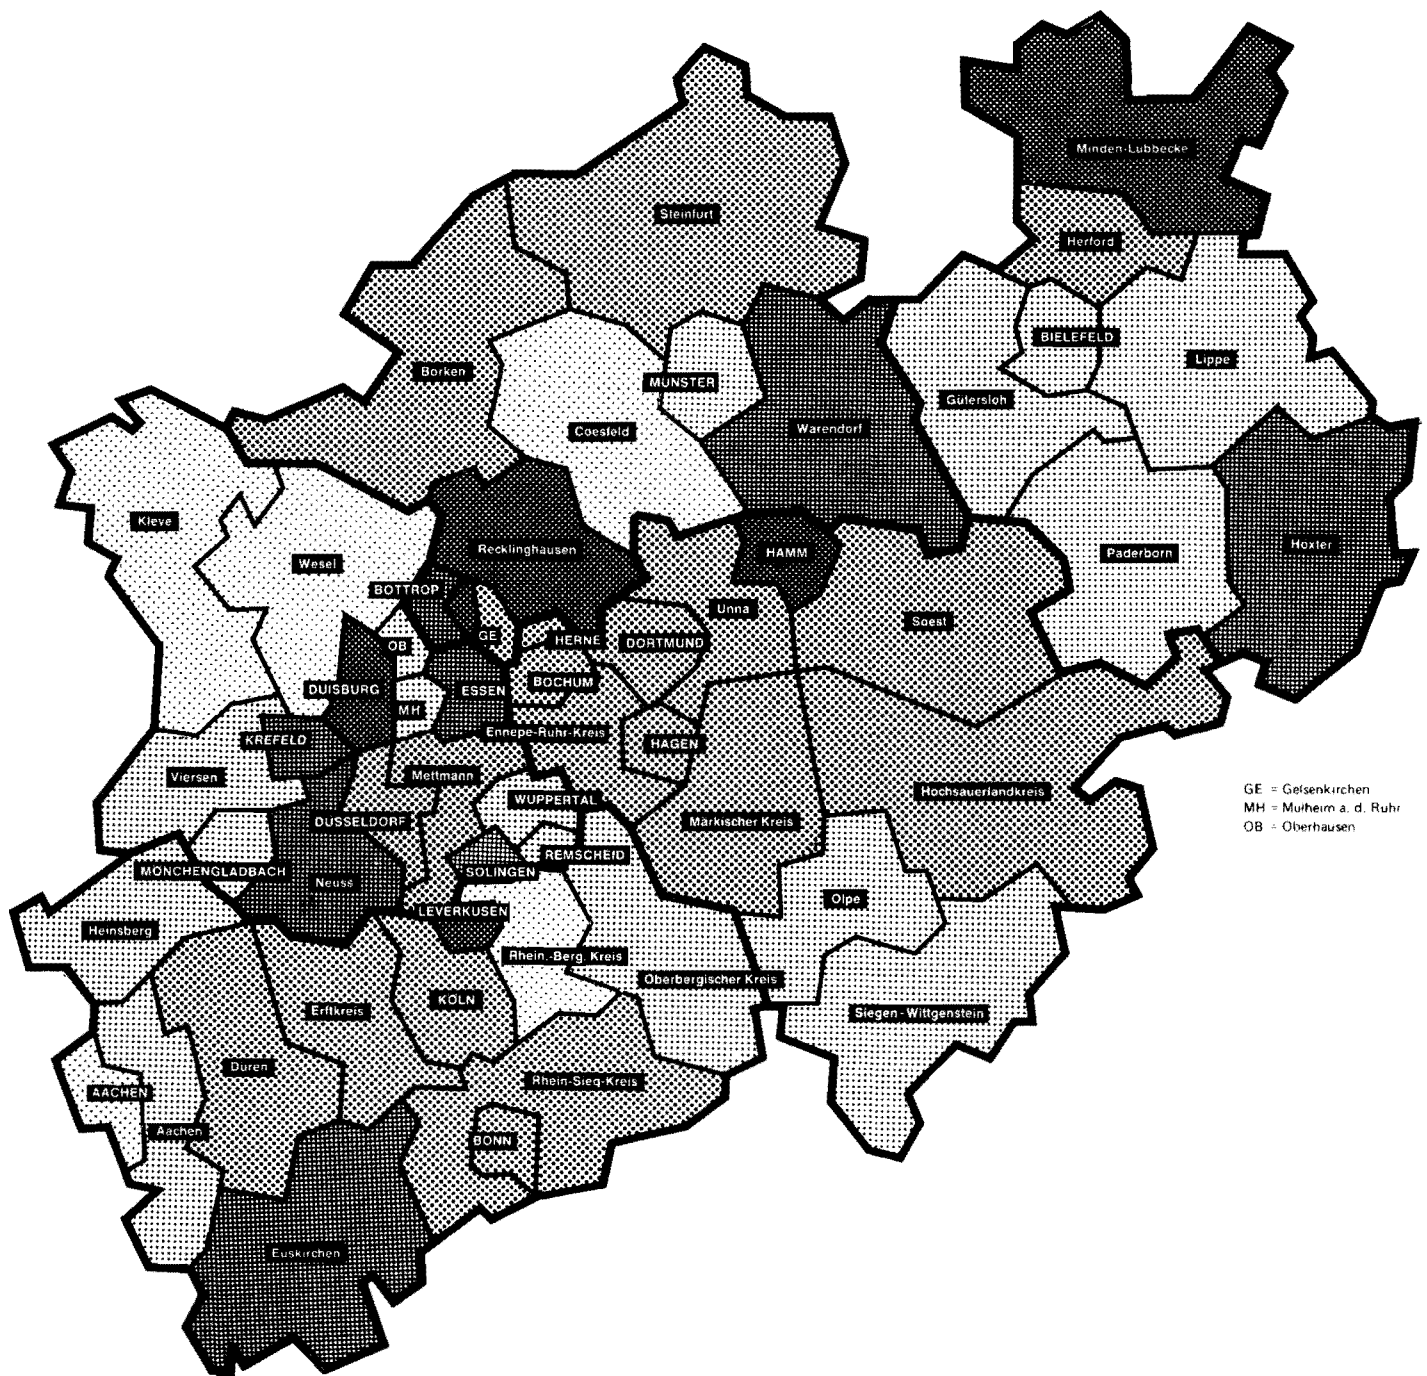 Minden-Lubbecke
Steinfurt
Herford
BIELEFELD
Lippe
Borken
MUNSTER
Gütersloh
Coesfeld
Warendorf
Kleve
Wesel
Recklinghausen
HAMM
Paderborn
Hoxter
BOTTROP
Unna
Soest
GE
HERNE
DORTMUND
OB
DUISBURG
ESSEN
BOCHUM
MH
KREFELD
Ennepe-Ruhr-Kreis
HAGEN
Viersen
Mettmann
Hochsauerlandkreis
GE = Gelsenkirchen
MH = Mulheim a. d. Ruhr
OB = Oberhausen
WUPPERTAL
DUSSELDORF
Märkischer Kreis
REMSCHEID
MONCHENGLADBACH
SOLINGEN
Neuss
Olpe
LEVERKUSEN
Heinsberg
Rhein.-Berg. Kreis
Oberbergischer Kreis
KÖLN
Erftkreis
Siegen-Wittgenstein
Duren
Rhein-Sieg-Kreis
AACHEN
Aachen
BONN
Euskirchen